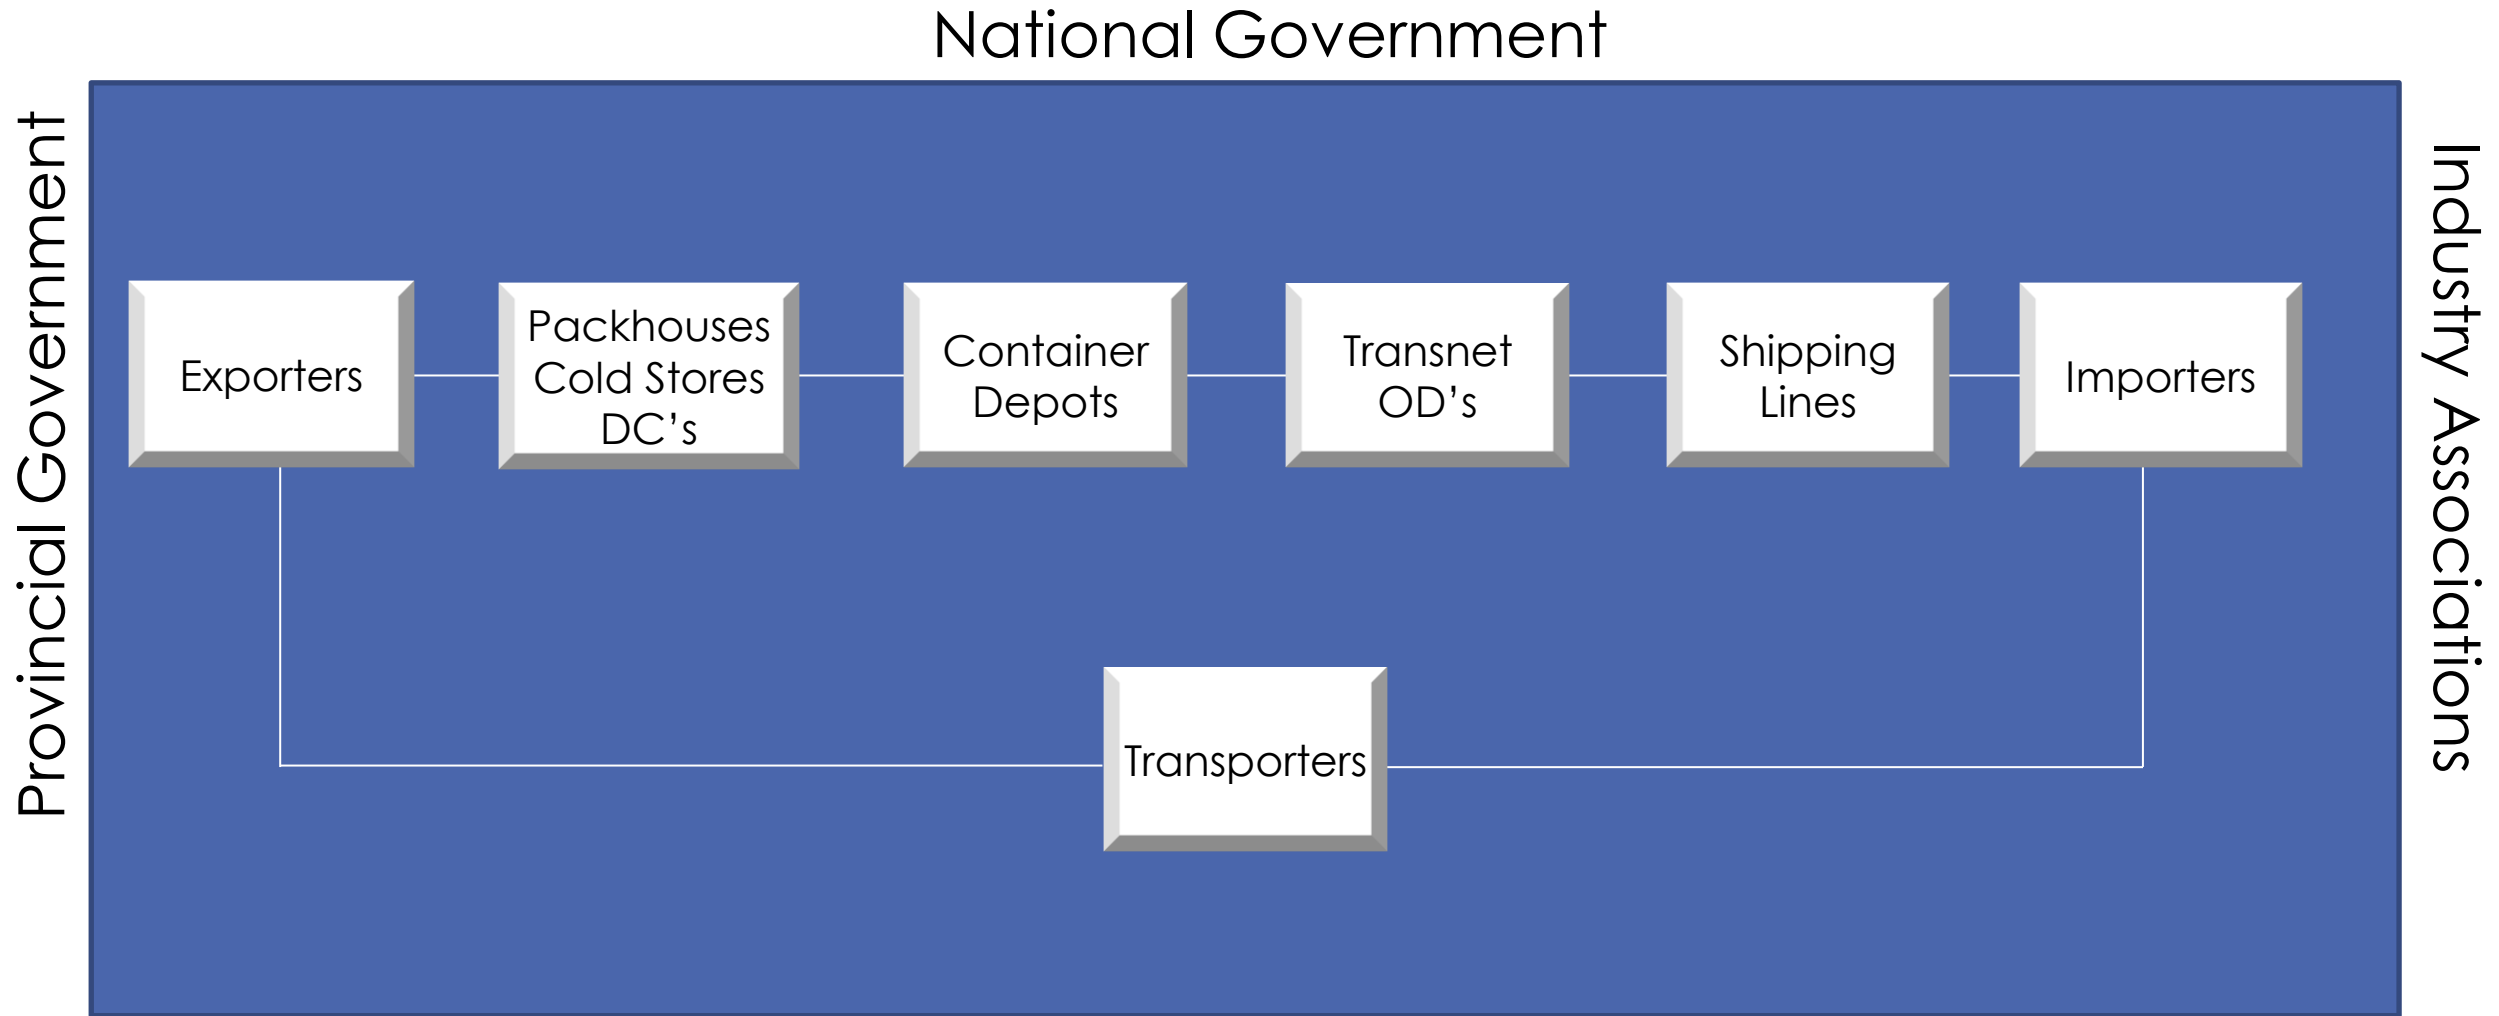 National Government
Provincial Government
Industry Associations
Exporters
Packhouses
Cold Stores
DC's
Container
Depots
Transnet
OD's
Shipping
Lines
Importers
Transporters